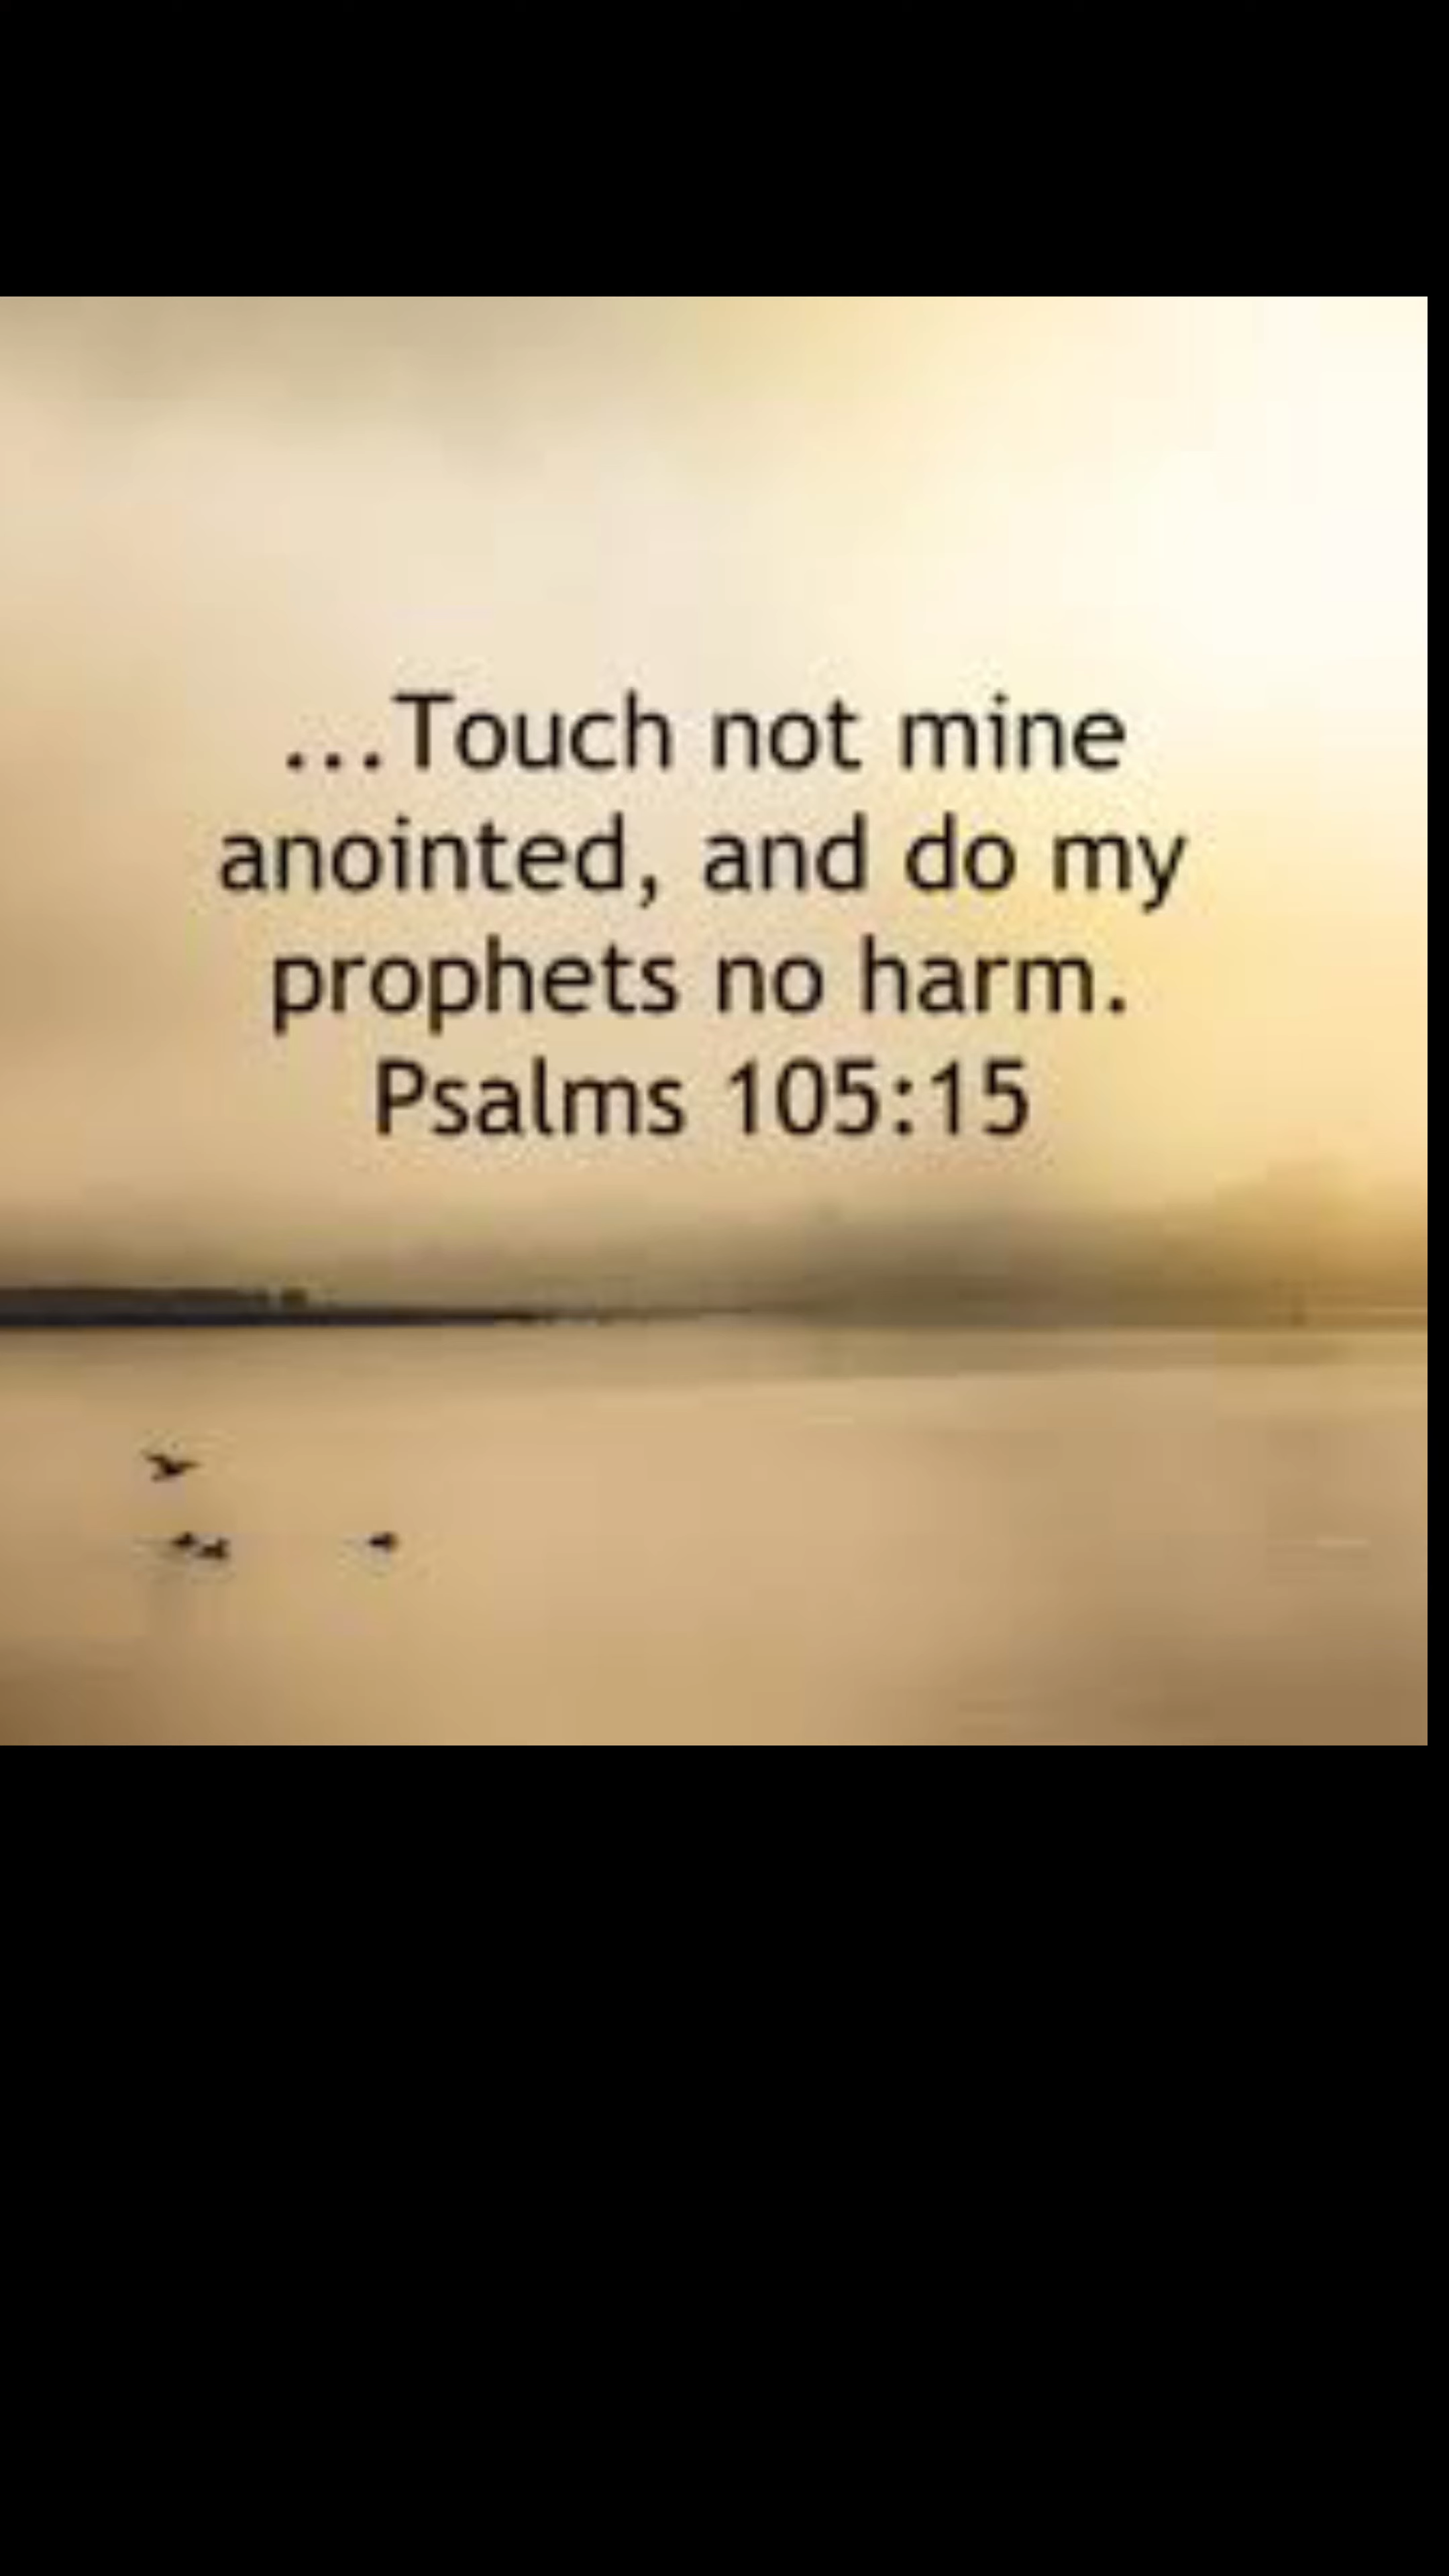 ...Touch not mine
anointed, and do my
prophets no harm.
Psalms 105:15